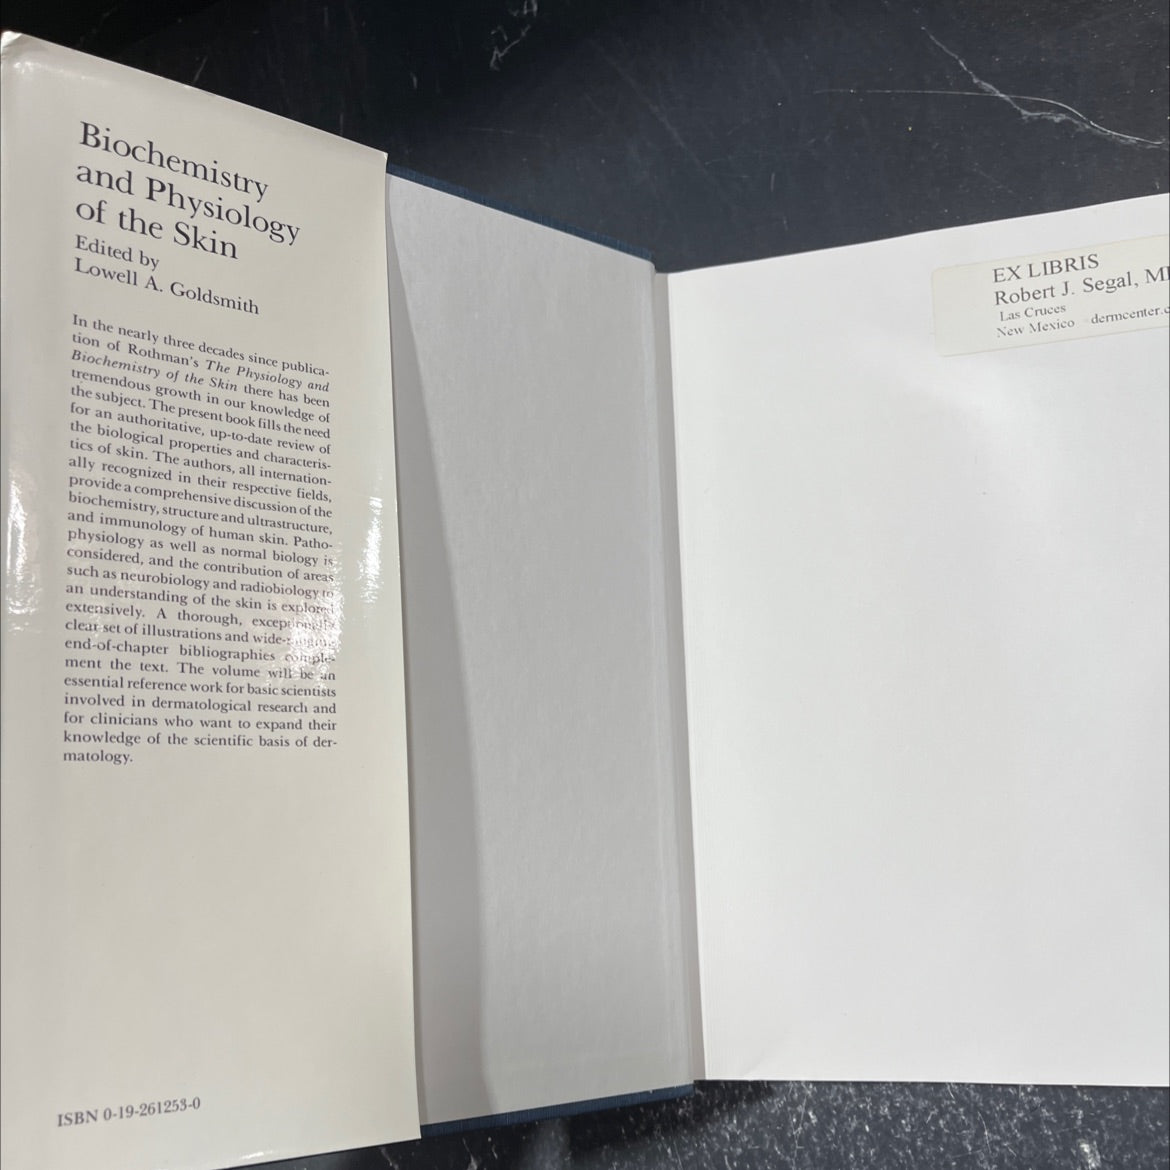 Biochemistry
and Physiology
of the Skin
Edited by
Lowell A. Goldsmith
In the nearly three decades since publica-
tion of Rothman's The Physiology and
Biochemistry of the Skin there has been
tremendous growth in our knowledge of
the subject. The present book fills the need
for an authoritative, up-to-date review of
the biological properties and characteris-
tics of skin. The authors, all internation-
ally recognized in their respective fields,
provide a comprehensive discussion of the
biochemistry, structure and ultrastructure,
and immunology of human skin. Patho-
physiology as well as normal biology is
considered, and the contribution of areas
such as neurobiology and radiobiology to
an understanding of the skin is explored
extensively. A thorough, exceptionally
clear set of illustrations and wide-ranging
end-of-chapter bibliographies comple-
ment the text. The volume will be an
essential reference work for basic scientists
involved in dermatological research and
for clinicians who want to expand their
knowledge of the scientific basis of der-
matology.
ISBN 0-19-261253-0
EX LIBRIS
Robert J. Segal,
Las Cruces
New Mexico dermcenter.c